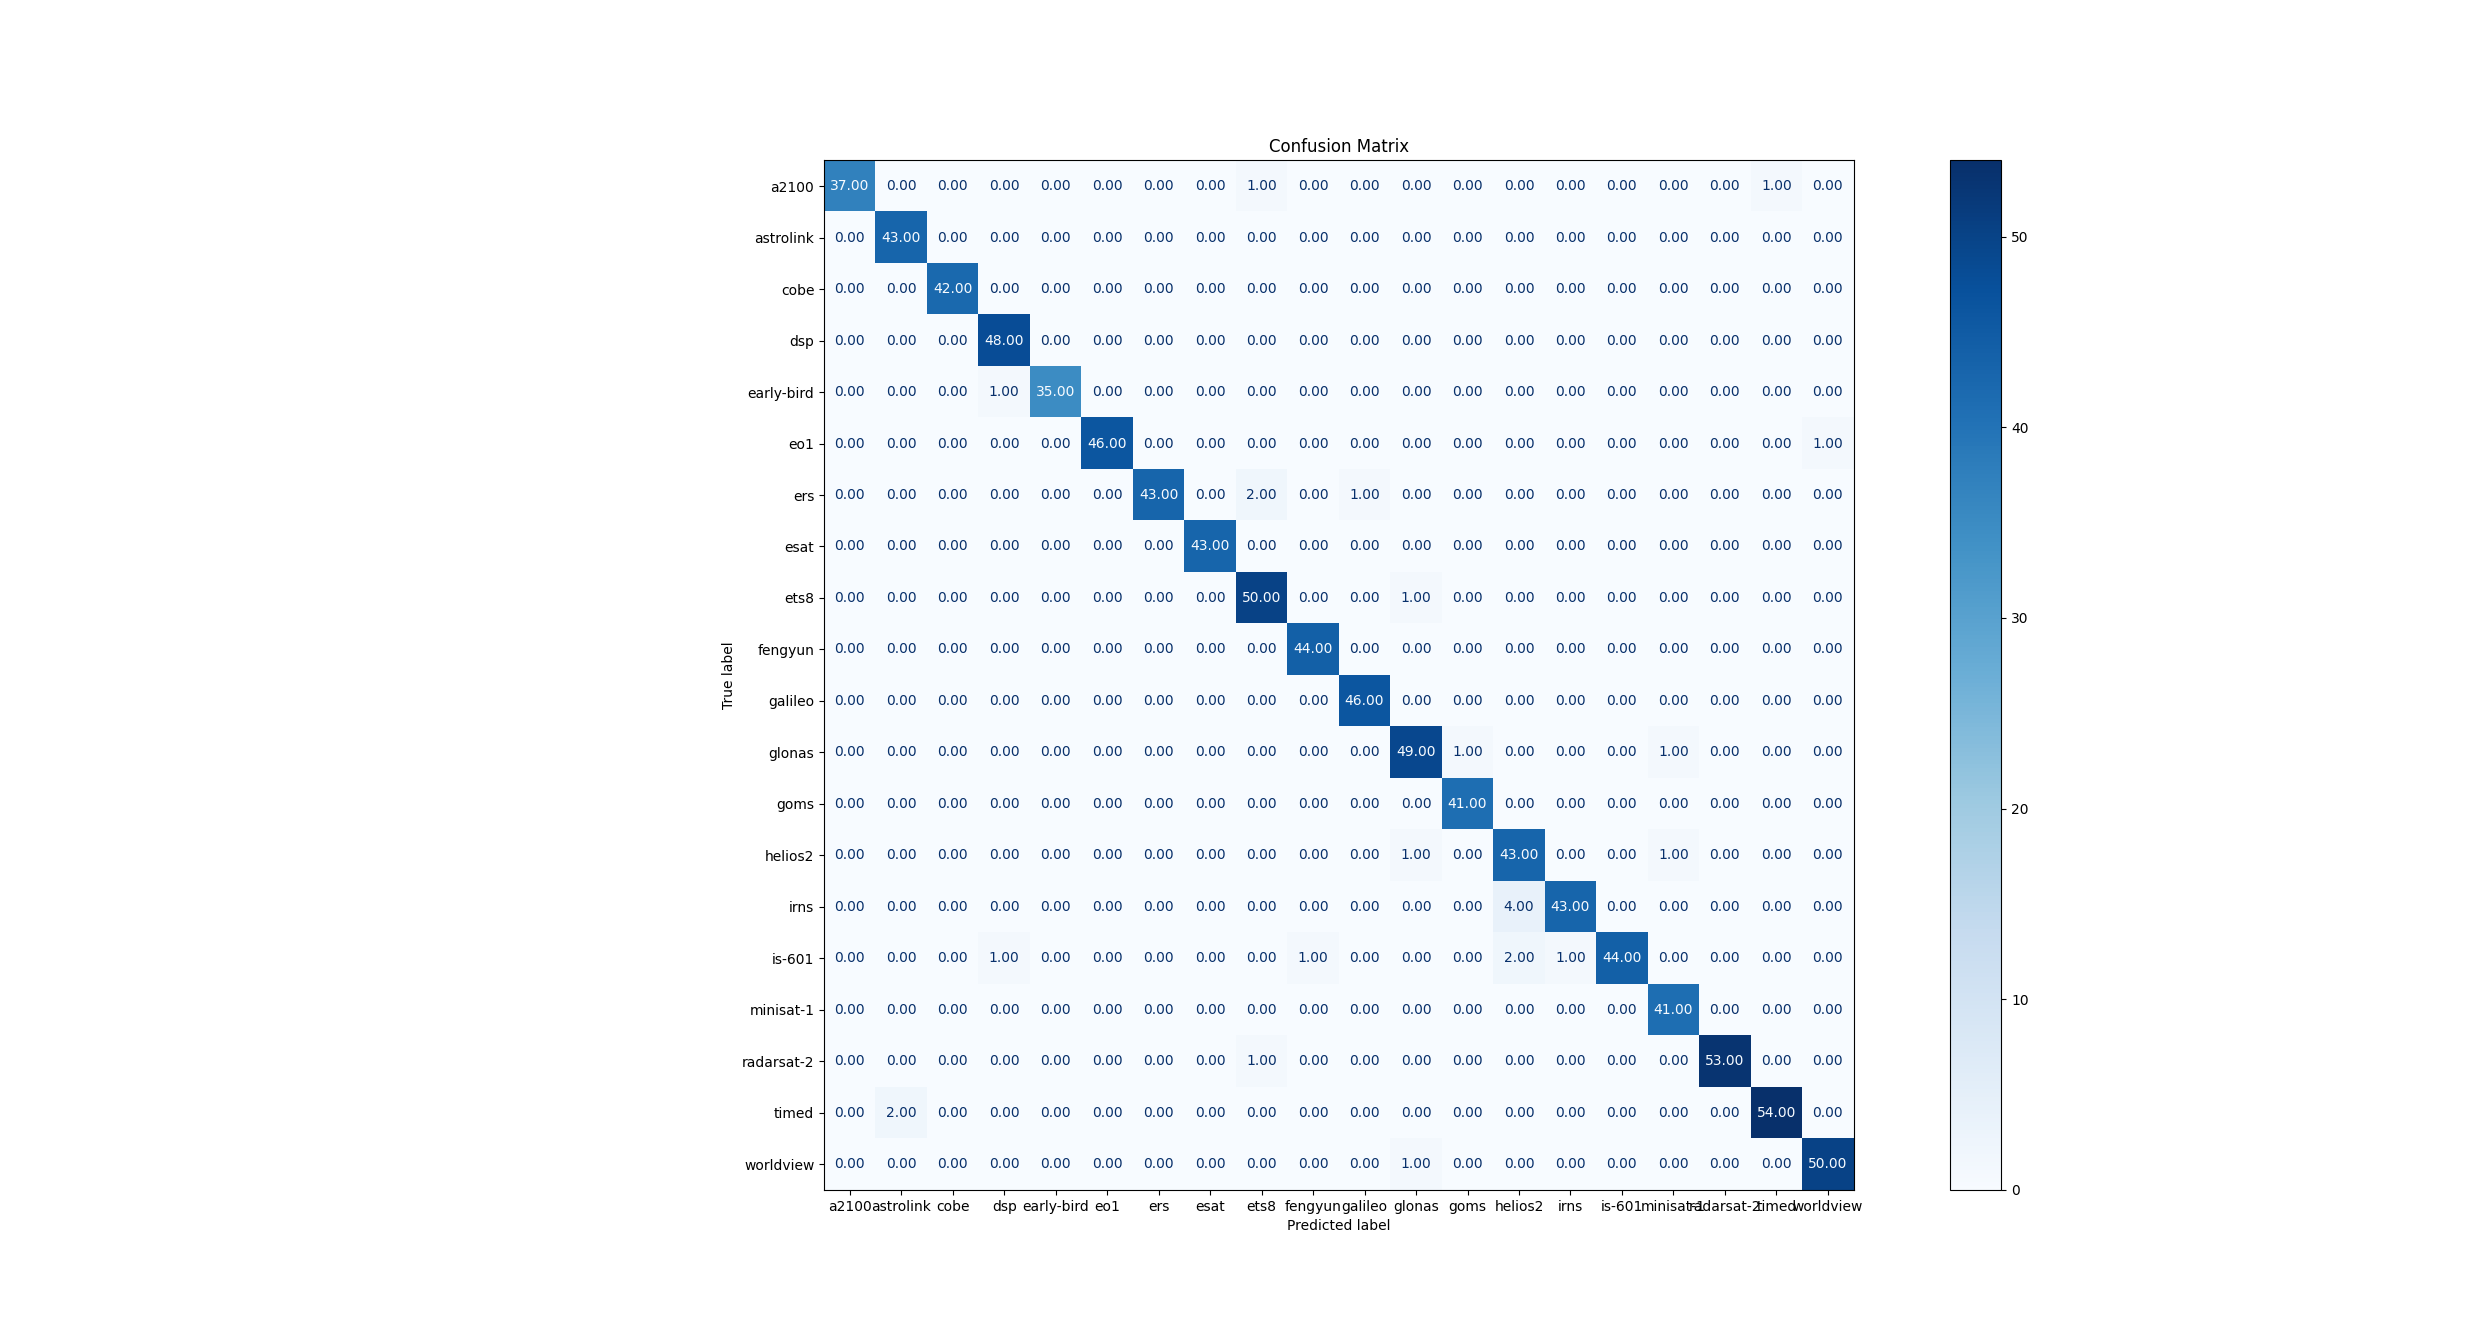 Confusion Matrix
a2100 37.00 0.00 0.00 0.00 0.00 0.00 0.00 0.00 1.00 0.00 0.00 0.00 0.00 0.00 0.00 0.00 0.00 0.00 1.00 0.00
astrolink 0.00 43.00 0.00 0.00 0.00 0.00 0.00 0.00 0.00 0.00 0.00 0.00 0.00 0.00 0.00 0.00 0.00 0.00 0.00 0.00
50
cobe 0.00 0.00 42.00 0.00 0.00 0.00 0.00 0.00 0.00 0.00 0.00 0.00 0.00 0.00 0.00 0.00 0.00 0.00 0.00 0.00
dsp 0.00 0.00 0.00 48.00 0.00 0.00 0.00 0.00 0.00 0.00 0.00 0.00 0.00 0.00 0.00 0.00 0.00 0.00 0.00 0.00
early-bird 0.00 0.00 0.00 1.00 35.00 0.00 0.00 0.00 0.00 0.00 0.00 0.00 0.00 0.00 0.00 0.00 0.00 0.00 0.00 0.00
40
eo1 0.00 0.00 0.00 0.00 0.00 46.00 0.00 0.00 0.00 0.00 0.00 0.00 0.00 0.00 0.00 0.00 0.00 0.00 0.00 1.00
ers 0.00 0.00 0.00 0.00 0.00 0.00 43.00 0.00 2.00 0.00 1.00 0.00 0.00 0.00 0.00 0.00 0.00 0.00 0.00 0.00
esat 0.00 0.00 0.00 0.00 0.00 0.00 0.00 43.00 0.00 0.00 0.00 0.00 0.00 0.00 0.00 0.00 0.00 0.00 0.00 0.00
ets8 0.00 0.00 0.00 0.00 0.00 0.00 0.00 0.00 50.00 0.00 0.00 1.00 0.00 0.00 0.00 0.00 0.00 0.00 0.00 0.00
30
fengyun 0.00 0.00 0.00 0.00 0.00 0.00 0.00 0.00 0.00 44.00 0.00 0.00 0.00 0.00 0.00 0.00 0.00 0.00 0.00 0.00
True label
galileo 0.00 0.00 0.00 0.00 0.00 0.00 0.00 0.00 0.00 0.00 46.00 0.00 0.00 0.00 0.00 0.00 0.00 0.00 0.00 0.00
glonas 0.00 0.00 0.00 0.00 0.00 0.00 0.00 0.00 0.00 0.00 0.00 49.00 1.00 0.00 0.00 0.00 1.00 0.00 0.00 0.00
goms 0.00 0.00 0.00 0.00 0.00 0.00 0.00 0.00 0.00 0.00 0.00 0.00 41.00 0.00 0.00 0.00 0.00 0.00 0.00 0.00
20
helios2 0.00 0.00 0.00 0.00 0.00 0.00 0.00 0.00 0.00 0.00 0.00 1.00 0.00 43.00 0.00 0.00 1.00 0.00 0.00 0.00
irns 0.00 0.00 0.00 0.00 0.00 0.00 0.00 0.00 0.00 0.00 0.00 0.00 0.00 4.00 43.00 0.00 0.00 0.00 0.00 0.00
is-601 0.00 0.00 0.00 1.00 0.00 0.00 0.00 0.00 0.00 1.00 0.00 0.00 0.00 2.00 1.00 44.00 0.00 0.00 0.00 0.00
10
minisat-1 0.00 0.00 0.00 0.00 0.00 0.00 0.00 0.00 0.00 0.00 0.00 0.00 0.00 0.00 0.00 0.00 41.00 0.00 0.00 0.00
radarsat-2 0.00 0.00 0.00 0.00 0.00 0.00 0.00 0.00 1.00 0.00 0.00 0.00 0.00 0.00 0.00 0.00 0.00 53.00 0.00 0.00
timed 0.00 2.00 0.00 0.00 0.00 0.00 0.00 0.00 0.00 0.00 0.00 0.00 0.00 0.00 0.00 0.00 0.00 0.00 54.00 0.00
worldview 0.00 0.00 0.00 0.00 0.00 0.00 0.00 0.00 0.00 0.00 0.00 1.00 0.00 0.00 0.00 0.00 0.00 0.00 0.00 50.00
0
a2100 astrolink cobe dsp early-bird eo1 ers esat ets8 fengyun galileo glonas goms helios2 irns is-601 minisat-1 radarsat-2 timed worldview
Predicted label